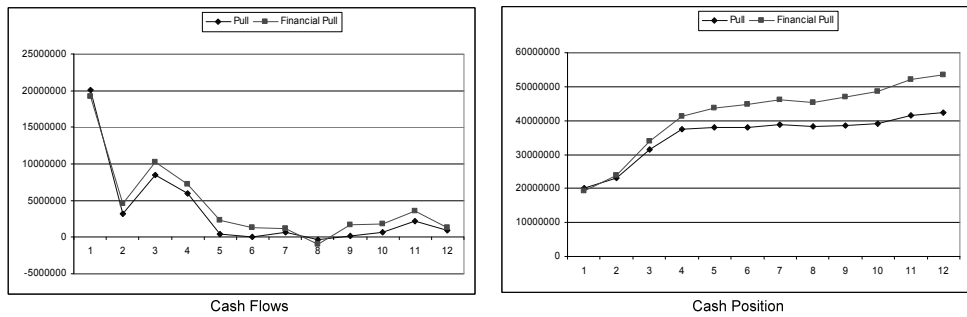 Pull Financial Pull
25000000
20000000
15000000
10000000
5000000
0
-5000000
1 2 3 4 5 6 7 8 9 10 11 12
Cash Flows
Pull Financial Pull
60000000
50000000
40000000
30000000
20000000
10000000
0
1 2 3 4 5 6 7 8 9 10 11 12
Cash Position